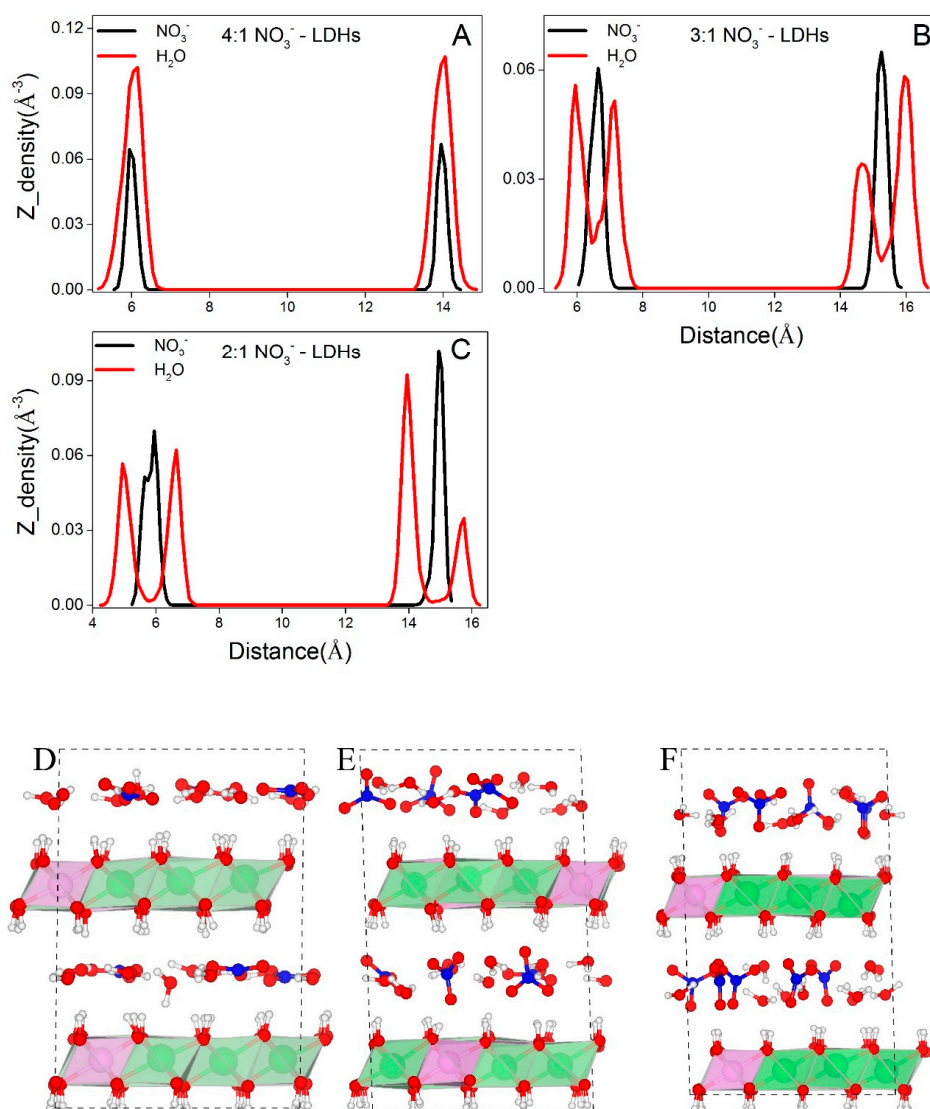 NO₃⁻
H₂O
4:1 NO₃⁻ - LDHs
A
Z_density(Å⁻³)
0.12
0.09
0.06
0.03
0.00
6
8
10
12
14
NO₃⁻
H₂O
3:1 NO₃⁻ - LDHs
B
0.06
0.03
0.00
6
8
10
12
14
16
Distance(Å)
NO₃⁻
H₂O
2:1 NO₃⁻ - LDHs
C
Z_density(Å⁻³)
0.09
0.06
0.03
0.00
4
6
8
10
12
14
16
Distance(Å)
D
E
F